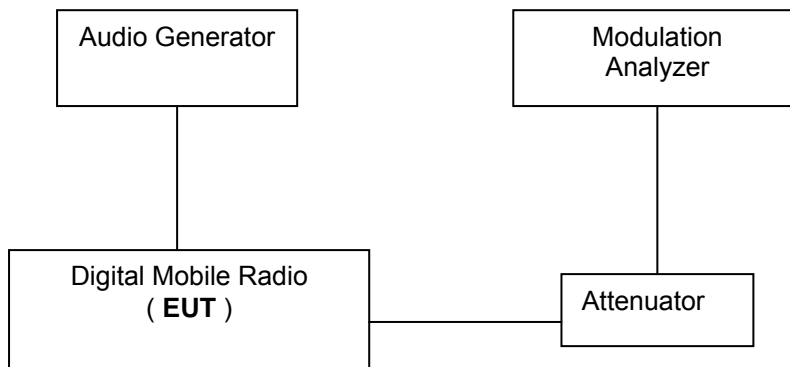 Audio Generator
Modulation
Analyzer
Digital Mobile Radio
( EUT )
Attenuator